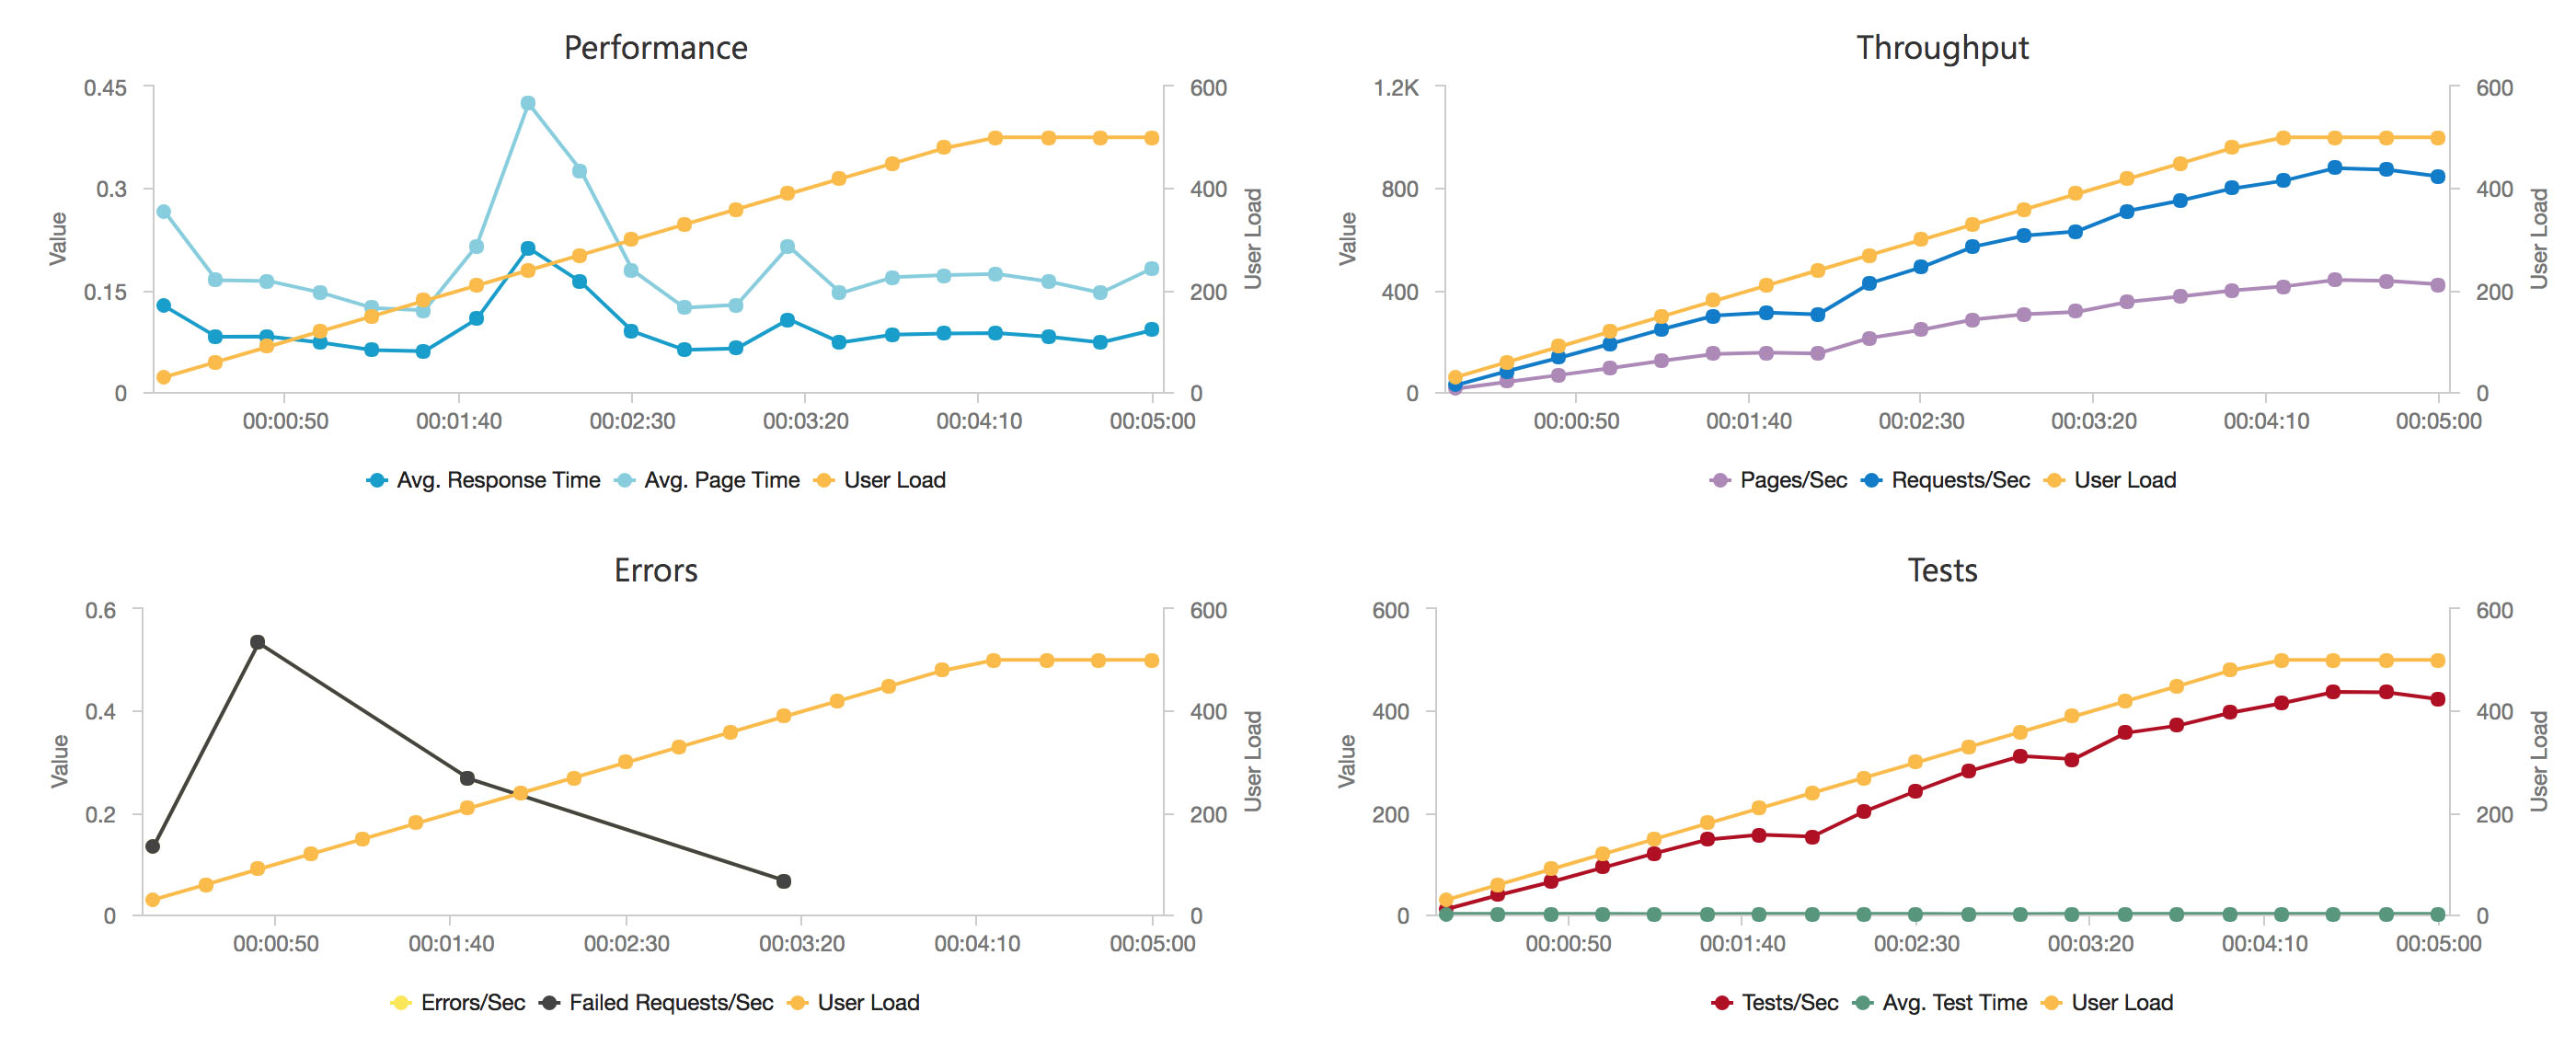 Performance
0.45
0.3
0.15
0
Value
600
400
200
0
User Load
00:00:50 00:01:40 00:02:30 00:03:20 00:04:10 00:05:00
Avg. Response Time Avg. Page Time User Load
Throughput
1.2K
800
400
0
Value
600
400
200
0
User Load
00:00:50 00:01:40 00:02:30 00:03:20 00:04:10 00:05:00
Pages/Sec Requests/Sec User Load
Errors
0.6
0.4
0.2
0
Value
600
400
200
0
User Load
00:00:50 00:01:40 00:02:30 00:03:20 00:04:10 00:05:00
Errors/Sec Failed Requests/Sec User Load
Tests
600
400
200
0
Value
600
400
200
0
User Load
00:00:50 00:01:40 00:02:30 00:03:20 00:04:10 00:05:00
Tests/Sec Avg. Test Time User Load